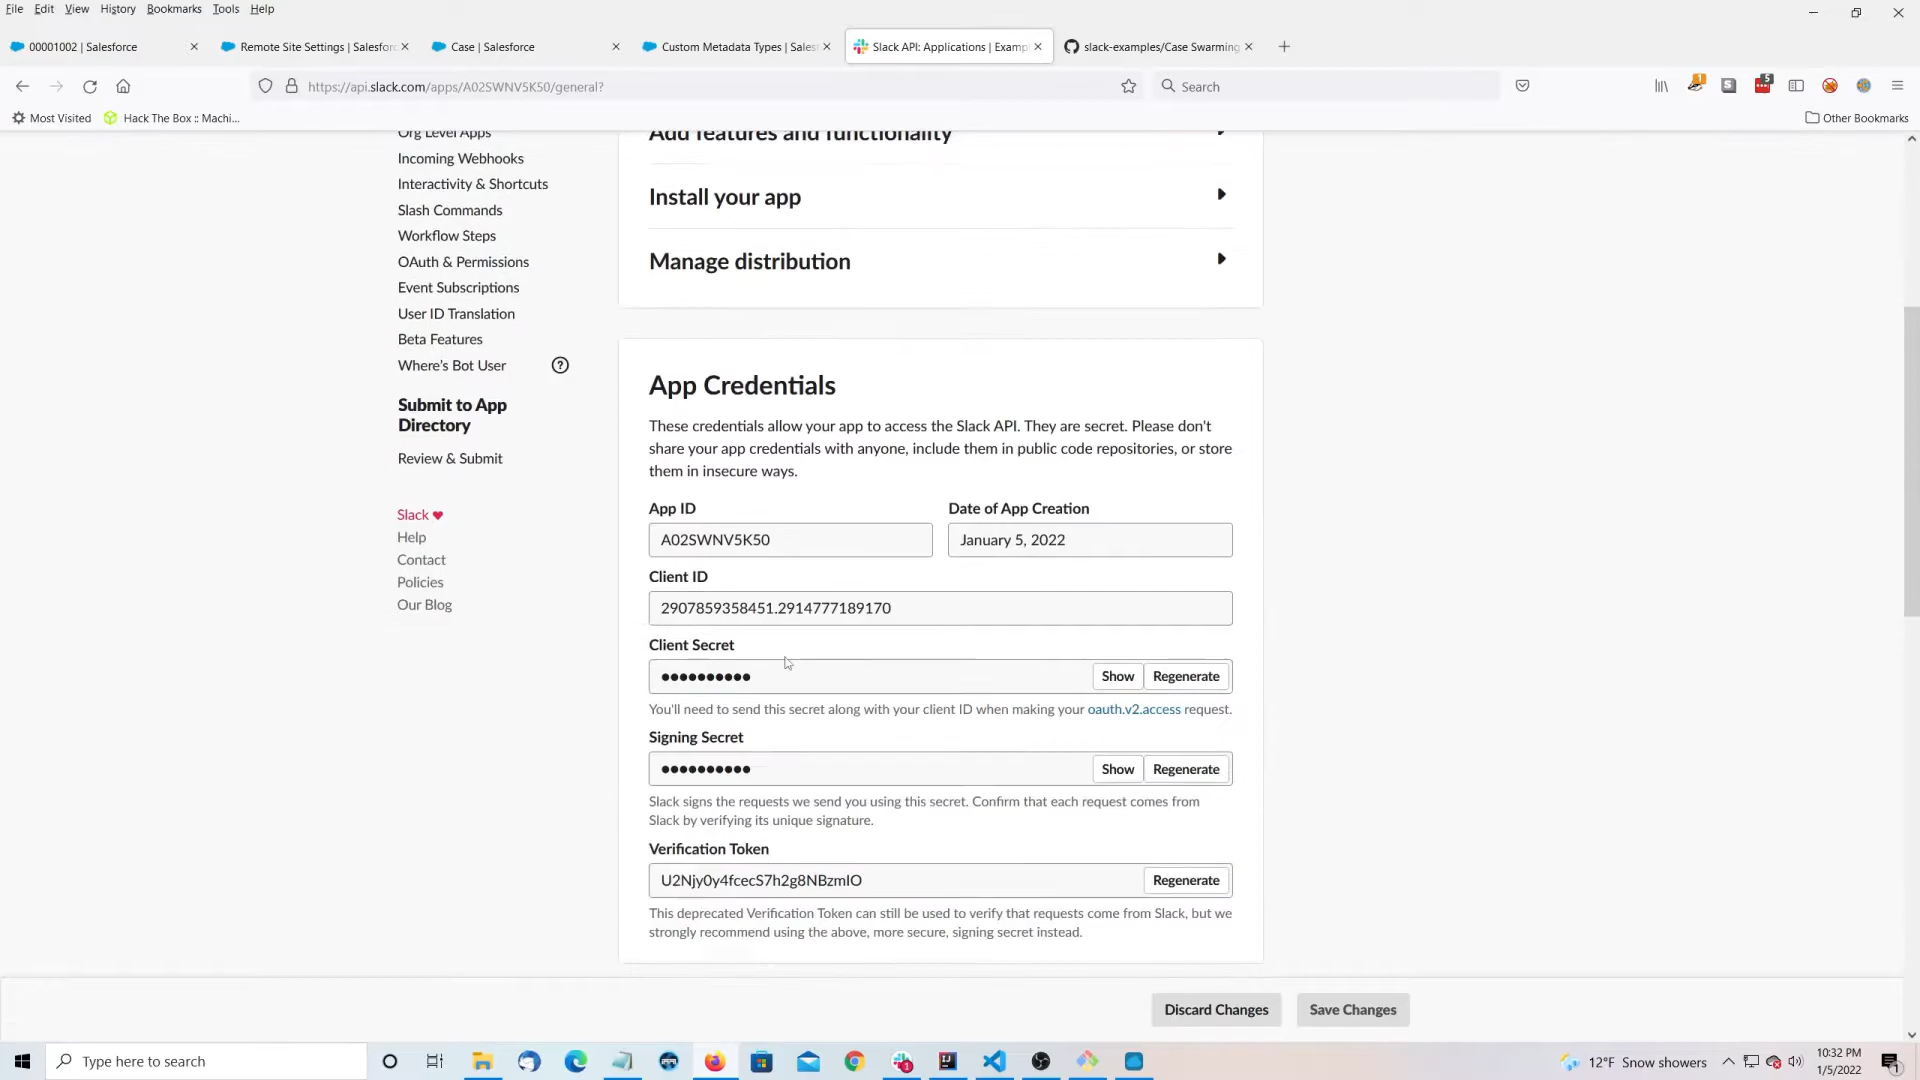 File Edit View History Bookmarks Tools Help
00001002 | Salesforce
Remote Site Settings | Salesforc
Case | Salesforce
Custom Metadata Types | Sales
Slack API: Applications | Examp
slack-examples/Case Swarming
https://api.slack.com/apps/A02SWNV5K50/general?
Search
1
5
Most Visited
Hack The Box :: Machi...
Other Bookmarks
Org Level Apps
Incoming Webhooks
Interactivity & Shortcuts
Slash Commands
Workflow Steps
OAuth & Permissions
Event Subscriptions
User ID Translation
Beta Features
Where's Bot User
Submit to App
Directory
Review & Submit
Slack
Help
Contact
Policies
Our Blog
Add features and functionality
Install your app
Manage distribution
App Credentials
These credentials allow your app to access the Slack API. They are secret. Please don't
share your app credentials with anyone, include them in public code repositories, or store
them in insecure ways.
App ID
Date of App Creation
A02SWNV5K50
January 5, 2022
Client ID
2907859358451.2914777189170
Client Secret
●●●●●●●●●●
Show
Regenerate
You'll need to send this secret along with your client ID when making your oauth.v2.access request.
Signing Secret
●●●●●●●●●●
Show
Regenerate
Slack signs the requests we send you using this secret. Confirm that each request comes from
Slack by verifying its unique signature.
Verification Token
U2Njy0y4fcecS7h2g8NBzmIO
Regenerate
This deprecated Verification Token can still be used to verify that requests come from Slack, but we
strongly recommend using the above, more secure, signing secret instead.
Discard Changes
Save Changes
Type here to search
12°F Snow showers
10:32 PM
1/5/2022